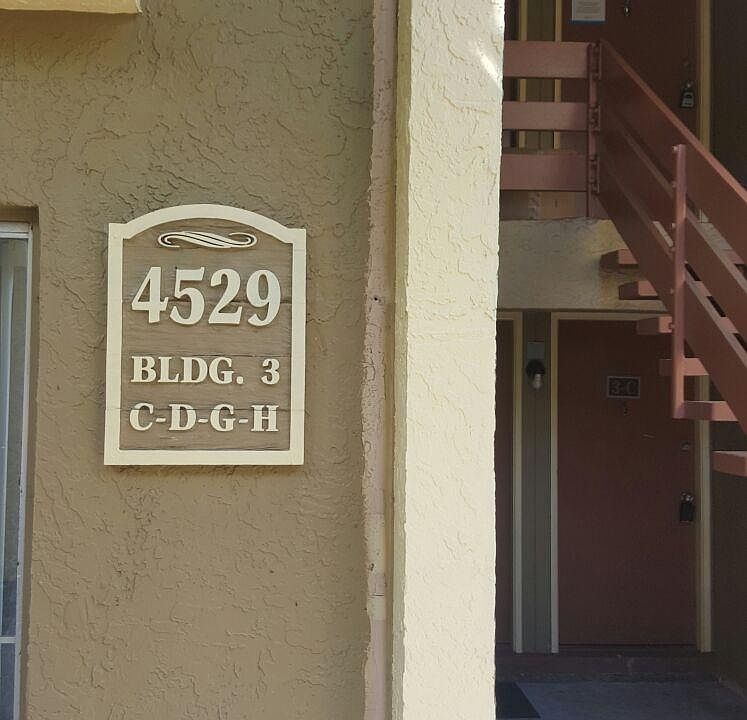 4529
BLDG. 3
C-D-G-H
3-C